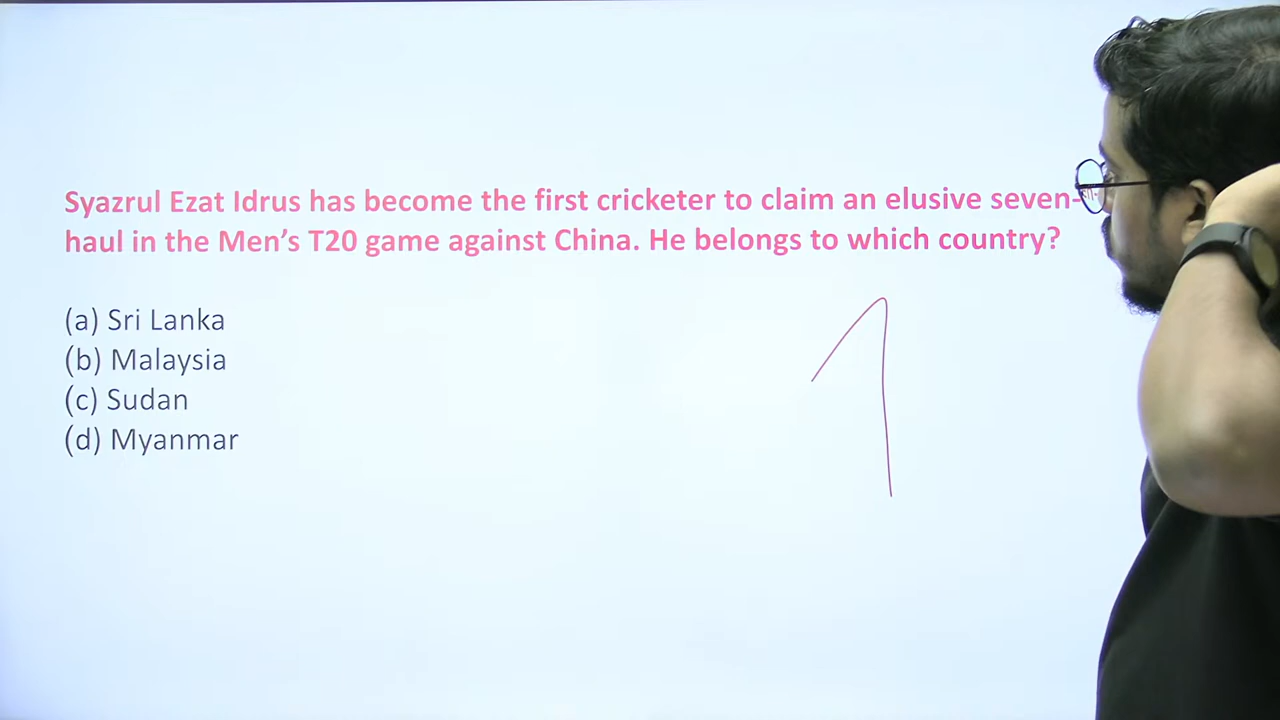 Syazrul Ezat Idrus has become the first cricketer to claim an elusive seven-
haul in the Men's T20 game against China. He belongs to which country?
(a) Sri Lanka
(b) Malaysia
(c) Sudan
(d) Myanmar
1